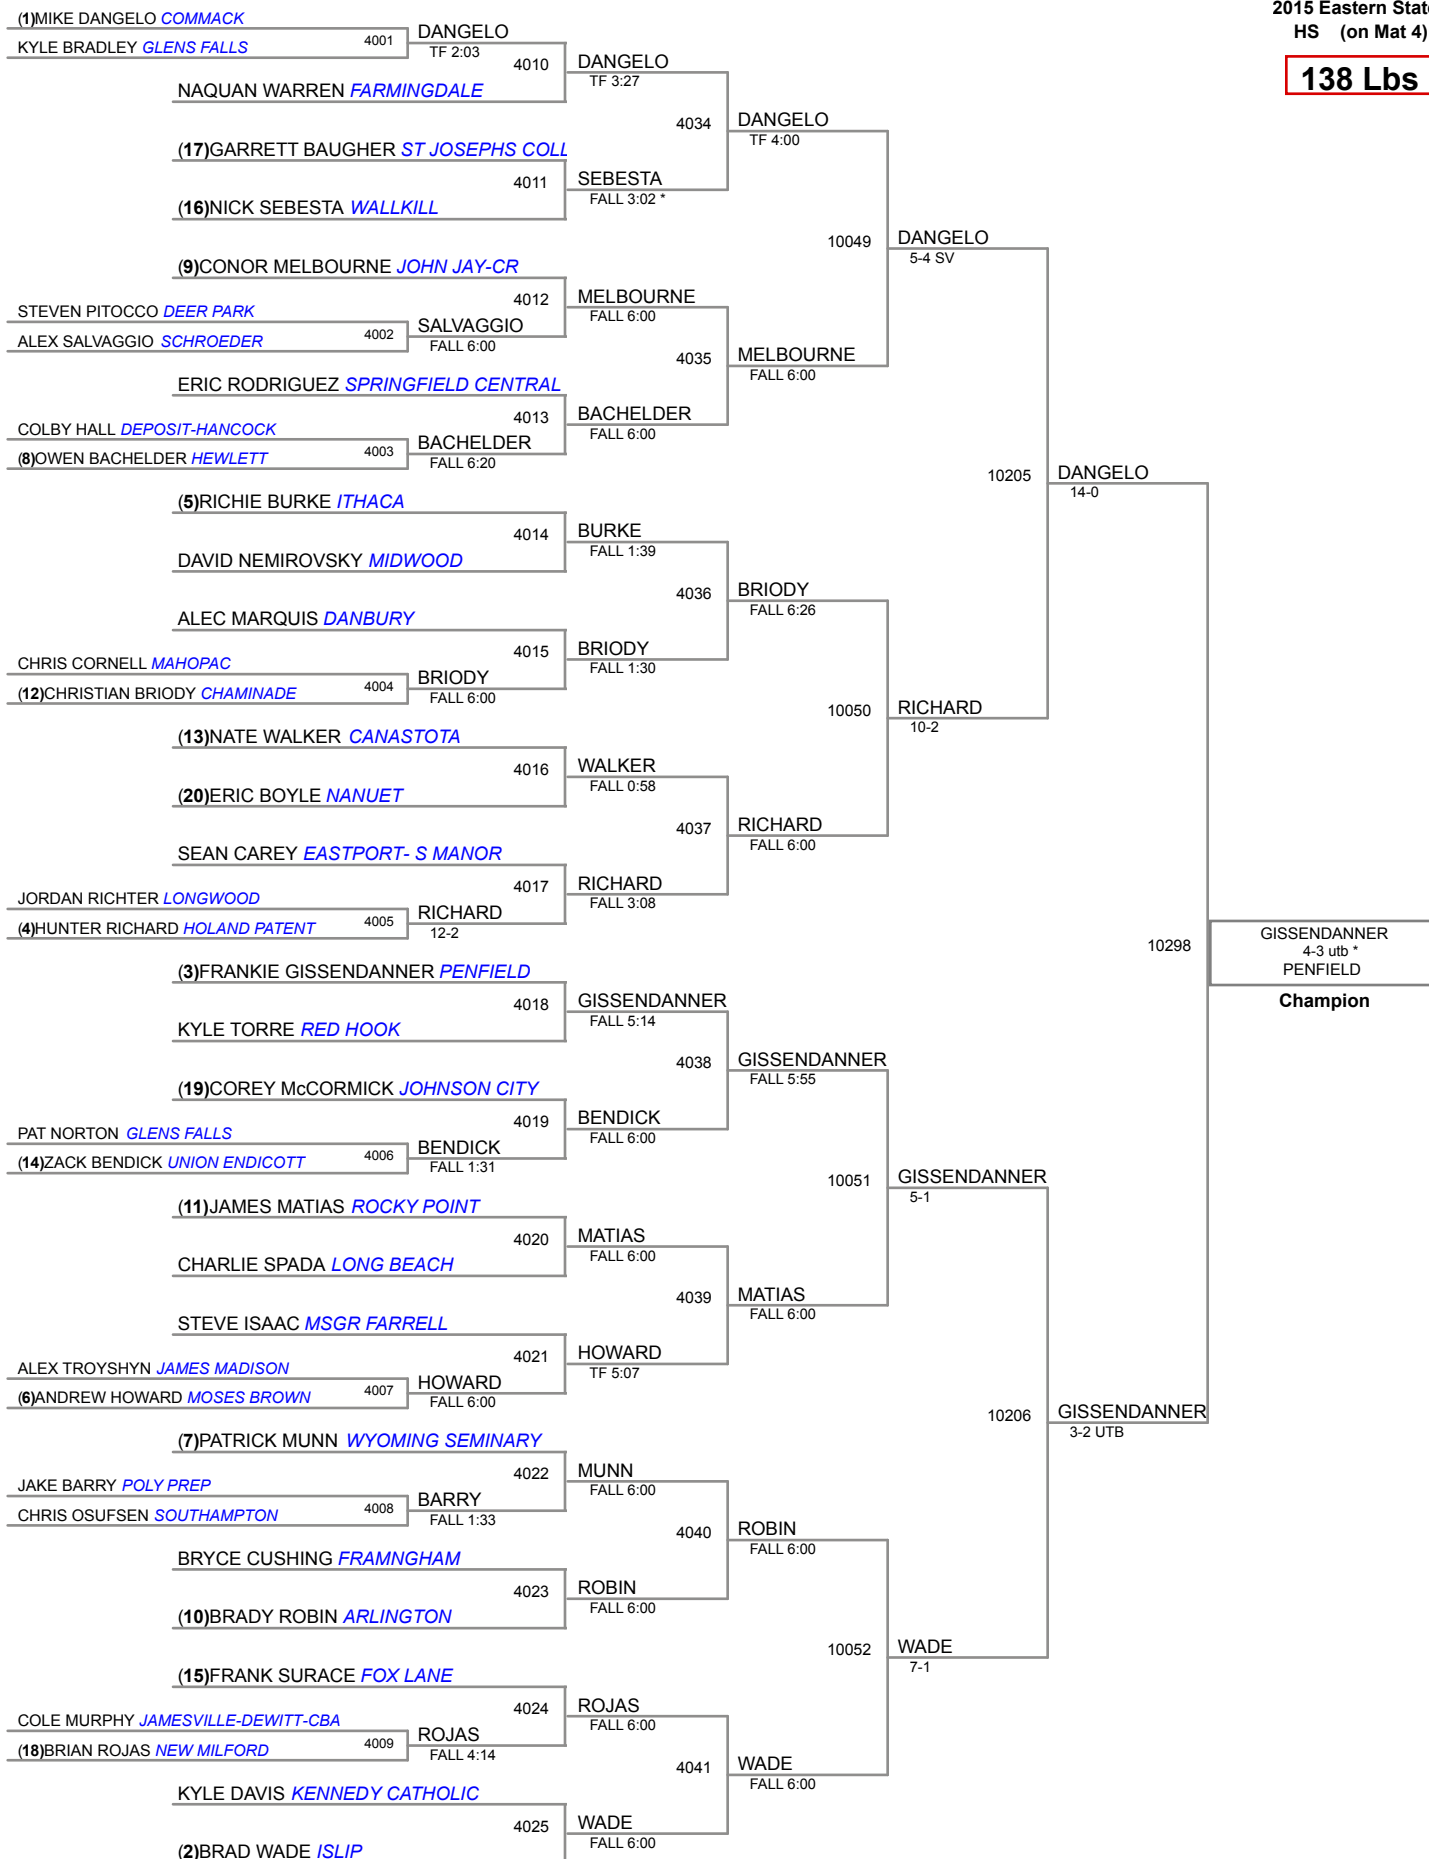 2015 Eastern State
HS (on Mat 4)
138 Lbs
(1)MIKE DANGELO COMMACK
KYLE BRADLEY GLENS FALLS
4001
DANGELO
TF 2:03
NAQUAN WARREN FARMINGDALE
4010
DANGELO
TF 3:27
(17)GARRETT BAUGHER ST JOSEPHS COLL
(16)NICK SEBESTA WALLKILL
4011
SEBESTA
FALL 3:02 *
4034
DANGELO
TF 4:00
(9)CONOR MELBOURNE JOHN JAY-CR
STEVEN PITOCCO DEER PARK
ALEX SALVAGGIO SCHROEDER
4002
SALVAGGIO
FALL 6:00
4012
MELBOURNE
FALL 6:00
ERIC RODRIGUEZ SPRINGFIELD CENTRAL
COLBY HALL DEPOSIT-HANCOCK
(8)OWEN BACHELDER HEWLETT
4003
BACHELDER
FALL 6:20
4013
BACHELDER
FALL 6:00
4035
MELBOURNE
FALL 6:00
10049
DANGELO
5-4 SV
(5)RICHIE BURKE ITHACA
DAVID NEMIROVSKY MIDWOOD
4014
BURKE
FALL 1:39
ALEC MARQUIS DANBURY
CHRIS CORNELL MAHOPAC
(12)CHRISTIAN BRIODY CHAMINADE
4004
BRIODY
FALL 6:00
4015
BRIODY
FALL 1:30
4036
BRIODY
FALL 6:26
(13)NATE WALKER CANASTOTA
(20)ERIC BOYLE NANUET
4016
WALKER
FALL 0:58
SEAN CAREY EASTPORT- S MANOR
JORDAN RICHTER LONGWOOD
(4)HUNTER RICHARD HOLAND PATENT
4005
RICHARD
12-2
4017
RICHARD
FALL 3:08
4037
RICHARD
FALL 6:00
10050
RICHARD
10-2
10205
DANGELO
14-0
(3)FRANKIE GISSENDANNER PENFIELD
KYLE TORRE RED HOOK
4018
GISSENDANNER
FALL 5:14
(19)COREY McCORMICK JOHNSON CITY
PAT NORTON GLENS FALLS
(14)ZACK BENDICK UNION ENDICOTT
4006
BENDICK
FALL 1:31
4019
BENDICK
FALL 6:00
4038
GISSENDANNER
FALL 5:55
(11)JAMES MATIAS ROCKY POINT
CHARLIE SPADA LONG BEACH
4020
MATIAS
FALL 6:00
STEVE ISAAC MSGR FARRELL
ALEX TROYSHYN JAMES MADISON
(6)ANDREW HOWARD MOSES BROWN
4007
HOWARD
FALL 6:00
4021
HOWARD
TF 5:07
4039
MATIAS
FALL 6:00
10051
GISSENDANNER
5-1
(7)PATRICK MUNN WYOMING SEMINARY
JAKE BARRY POLY PREP
CHRIS OSUFSEN SOUTHAMPTON
4008
BARRY
FALL 1:33
4022
MUNN
FALL 6:00
BRYCE CUSHING FRAMNGHAM
(10)BRADY ROBIN ARLINGTON
4023
ROBIN
FALL 6:00
4040
ROBIN
FALL 6:00
(15)FRANK SURACE FOX LANE
COLE MURPHY JAMESVILLE-DEWITT-CBA
(18)BRIAN ROJAS NEW MILFORD
4009
ROJAS
FALL 4:14
4024
ROJAS
FALL 6:00
KYLE DAVIS KENNEDY CATHOLIC
(2)BRAD WADE ISLIP
4025
WADE
FALL 6:00
4041
WADE
FALL 6:00
10052
WADE
7-1
10206
GISSENDANNER
3-2 UTB
10298
GISSENDANNER
4-3 utb *
PENFIELD
Champion